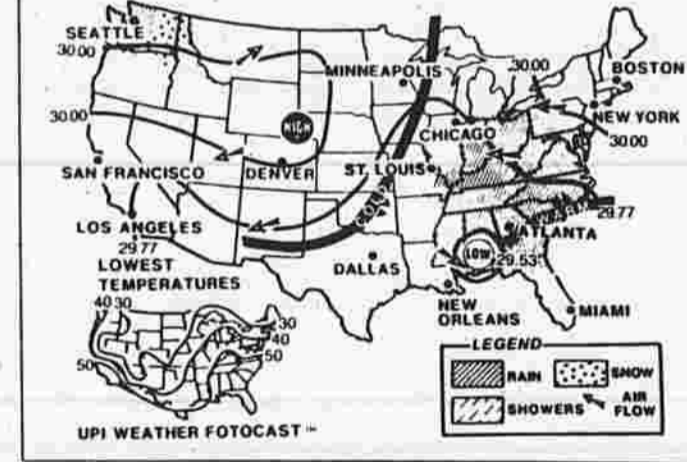 SEATTLE
30.00
30.00
MINNEAPOLIS
30.00
BOSTON
NEW YORK
30.00
CHICAGO
HIGH
SAN FRANCISCO
DENVER
ST. LOUIS
COLD
LOS ANGELES
29.77
29.77
ATLANTA
LOW
29.53
DALLAS
NEW
ORLEANS
MIAMI
LOWEST
TEMPERATURES
40 30
50
30
40
50
LEGEND
RAIN
SNOW
SHOWERS
AIR
FLOW
UPI WEATHER FOTOCAST ™